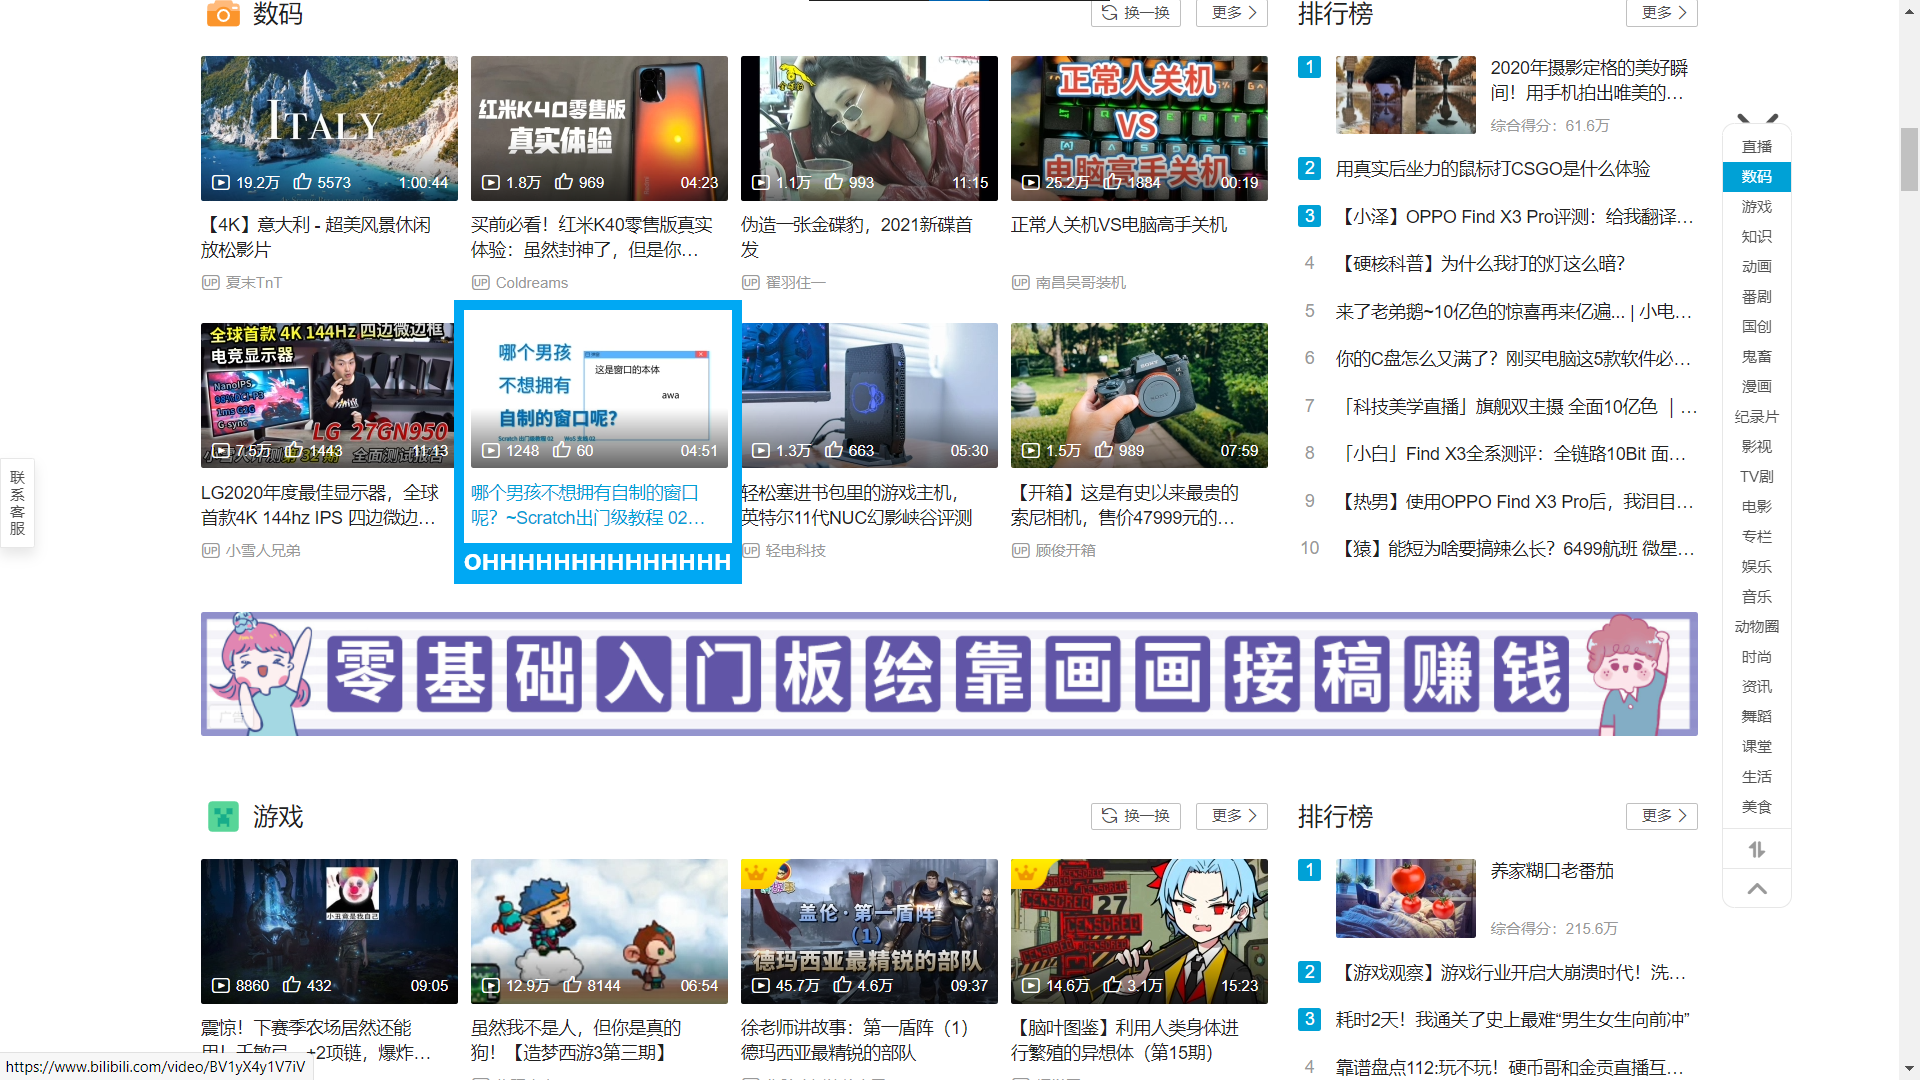 数码
换一换
更多
排行榜
更多
ITALY
19.2万
5573
1:00:44
【4K】意大利 - 超美风景休闲
放松影片
UP 夏末TnT
红米K40零售版
真实体验
1.8万
969
04:23
买前必看！红米K40零售版真实
体验：虽然封神了，但是你…
UP Coldreams
1.1万
993
11:15
伪造一张金碟豹，2021新碟首
发
UP 翟羽佳一
正常人关机
VS
电脑高手关机
25.2万
1884
00:19
正常人关机VS电脑高手关机
UP 南昌昊哥装机
全球首款 4K 144Hz 四边微边框
电竞显示器
NanoIPS
98%DCI-P3
1ms G2G
G-sync
LG 27GN950
7.5万
1443
11:13
LG2020年度最佳显示器，全球
首款4K 144hz IPS 四边微边…
UP 小雪人兄弟
哪个男孩
不想拥有
自制的窗口呢?
这是窗口的本体
awa
1248
60
04:51
哪个男孩不想拥有自制的窗口
呢？~Scratch出门级教程 02…
OHHHHHHHHHHHHHHH
1.3万
663
05:30
轻松塞进书包里的游戏主机，
英特尔11代NUC幻影峡谷评测
UP 轻电科技
SONY
1.5万
989
07:59
【开箱】这是有史以来最贵的
索尼相机，售价47999元的…
UP 顾俊开箱
1
2020年摄影定格的美好瞬
间！用手机拍出唯美的…
综合得分：61.6万
2 用真实后坐力的鼠标打CSGO是什么体验
3 【小泽】OPPO Find X3 Pro评测：给我翻译…
4 【硬核科普】为什么我打的灯这么暗？
5 来了老弟鹅~10亿色的惊喜再来亿遍... | 小电…
6 你的C盘怎么又满了？刚买电脑这5款软件必…
7 「科技美学直播」旗舰双主摄 全面10亿色 ｜…
8 「小白」Find X3全系测评：全链路10Bit 面…
9 【热男】使用OPPO Find X3 Pro后，我泪目…
10 【猿】能短为啥要搞辣么长？6499航班 微星…
直播
数码
游戏
知识
动画
番剧
国创
鬼畜
漫画
纪录片
影视
TV剧
电影
专栏
娱乐
音乐
动物圈
时尚
资讯
舞蹈
课堂
生活
美食
联
系
客
服
零基础入门板绘靠画画接稿赚钱
广告
游戏
换一换
更多
排行榜
更多
小丑竟是我自己
8860
432
09:05
震惊！下赛季农场居然还能
12.9万
8144
06:54
虽然我不是人，但你是真的
狗！【造梦西游3第三期】
盖伦·第一盾阵
（1）
德玛西亚最精锐的部队
45.7万
4.6万
09:37
徐老师讲故事：第一盾阵（1）
德玛西亚最精锐的部队
CENSORED
27
CENSORED
14.6万
3.1万
15:23
【脑叶图鉴】利用人类身体进
行繁殖的异想体（第15期）
1
养家糊口老番茄
综合得分：215.6万
2 【游戏观察】游戏行业开启大崩溃时代！洗…
3 耗时2天！我通关了史上最难“男生女生向前冲”
4 靠谱盘点112:玩不玩！硬币哥和金贡直播互…
https://www.bilibili.com/video/BV1yX4y1V7iV